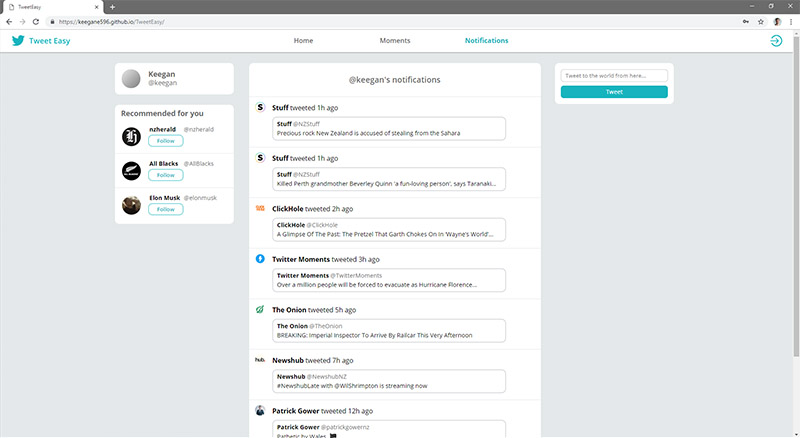 TweetEasy
https://keegane596.github.io/TweetEasy/
Tweet Easy
Home
Moments
Notifications
Keegan
@keegan
Recommended for you
nzherald @nzherald
Follow
All Blacks @AllBlacks
Follow
Elon Musk @elonmusk
Follow
@keegan's notifications
S
Stuff tweeted 1h ago
Stuff @NZStuff
Precious rock New Zealand is accused of stealing from the Sahara
S
Stuff tweeted 1h ago
Stuff @NZStuff
Killed Perth grandmother Beverley Quinn 'a fun-loving person', says Taranaki...
ClickHole tweeted 2h ago
ClickHole @ClickHole
A Glimpse Of The Past: The Pretzel That Garth Chokes On In 'Wayne's World'...
Twitter Moments tweeted 3h ago
Twitter Moments @TwitterMoments
Over a million people will be forced to evacuate as Hurricane Florence...
The Onion tweeted 5h ago
The Onion @TheOnion
BREAKING: Imperial Inspector To Arrive By Railcar This Very Afternoon
hub.
Newshub tweeted 7h ago
Newshub @NewshubNZ
#NewshubLate with @WilShrimpton is streaming now
Patrick Gower tweeted 12h ago
Patrick Gower @patrickgowernz
Pathetic by Wales
Tweet to the world from here...
Tweet